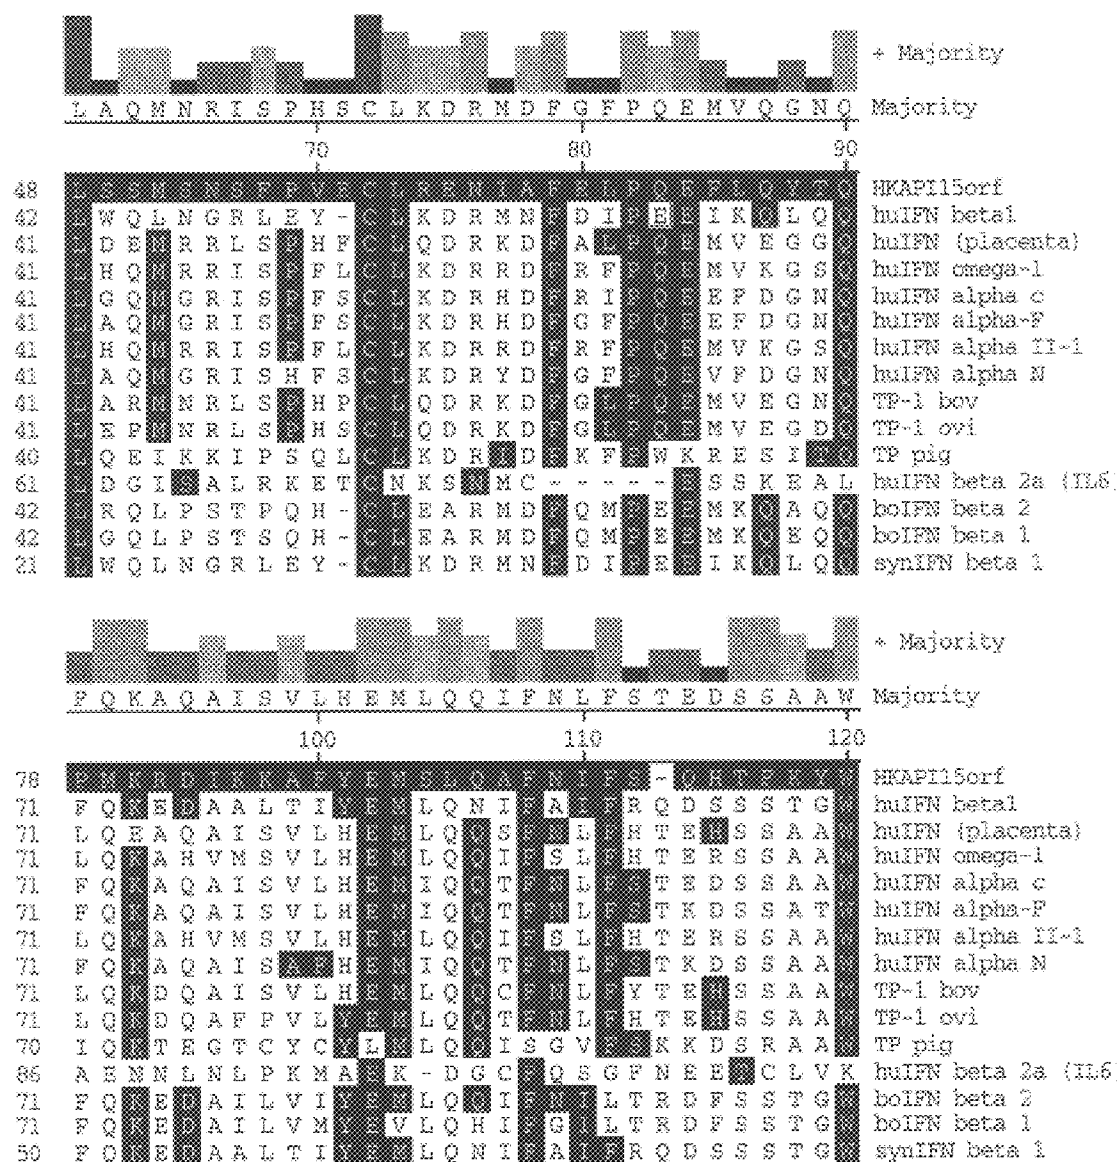 + Majority
L A Q M N R I S P H S C L K D R M D F G F P Q E M V Q G N Q Majority
70 80 90
48 L S S M S N S F P V E C L R E N I A F E L P Q E F L Q Y T Q HKAPI15orf
42 L W Q L N G R L E Y - C L K D R M N F D I P E E I K Q L Q Q huIFN beta1
41 L D E M R R L S P H F C L Q D R K D F A L P Q E M V E G G Q huIFN (placenta)
41 L H Q M R R I S P F L C L K D R R D F R F P Q E M V K G S Q huIFN omega-1
41 L G Q M G R I S P F S C L K D R H D F R I P Q E E F D G N Q huIFN alpha c
41 L A Q M G R I S P F S C L K D R H D F G F P Q E E F D G N Q huIFN alpha-F
41 L H Q M R R I S P F L C L K D R R D F R F P Q E M V K G S Q huIFN alpha II-1
41 L A Q M G R I S H F S C L K D R Y D F G F P Q E V F D G N Q huIFN alpha N
41 L A R M N R L S P H P C L Q D R K D F G L P Q E M V E G N Q TP-1 bov
41 L E P M N R L S P H S C L Q D R K D F G L P Q E M V E G D Q TP-1 ovi
40 L Q E I K K I P S Q L C L K D R I D F K F P W K R E S I T Q TP pig
61 L D G I S A L R K E T C N K S N M C - - - - - E S S K E A L huIFN beta 2a (IL6)
42 L R Q L P S T P Q H - C L E A R M D F Q M P E E M K Q A Q Q boIFN beta 2
42 L G Q L P S T S Q H - C L E A R M D F Q M P E E M K Q E Q Q boIFN beta 1
21 L W Q L N G R L E Y - C L K D R M N F D I P E E I K Q L Q Q synIFN beta 1
+ Majority
F Q K A Q A I S V L H E M L Q Q I F N L F S T E D S S A A W Majority
100 110 120
78 P M K R D I K K A F Y E M S L Q A F N I F S - Q H T F K Y W HKAPI15orf
71 F Q K E D A A L T I Y E M L Q N I F A I F R Q D S S S T G W huIFN beta1
71 L Q E A Q A I S V L H E M L Q Q S F N L F H T E H S S A A W huIFN (placenta)
71 L Q K A H V M S V L H E M L Q Q I F S L F H T E R S S A A W huIFN omega-1
71 F Q K A Q A I S V L H E M I Q Q T F N L F S T E D S S A A W huIFN alpha c
71 F Q K A Q A I S V L H E M I Q Q T F N L F S T K D S S A T W huIFN alpha-F
71 L Q K A H V M S V L H E M L Q Q I F S L F H T E R S S A A W huIFN alpha II-1
71 F Q K A Q A I S A F H E M I Q Q T F N L F S T K D S S A A W huIFN alpha N
71 L Q K D Q A I S V L H E M L Q Q C F N L F Y T E H S S A A W TP-1 bov
71 L Q K D Q A F P V L Y E M L Q Q T F N L F H T E H S S A A W TP-1 ovi
70 I Q L T E G T C Y C Y L M L Q Q I S G V F S K K D S R A A W TP pig
86 A E N N L N L P K M A E K - D G C F Q S G F N E E T C L V K huIFN beta 2a (IL6)
71 F Q K E D A I L V I Y E M L Q Q I F N I L T R D F S S T G W boIFN beta 2
71 F Q K E D A I L V M Y E V L Q H I F G I L T R D F S S T G W boIFN beta 1
50 F Q K E D A A L T I Y E M L Q N I F A I F R Q D S S S T G W synIFN beta 1